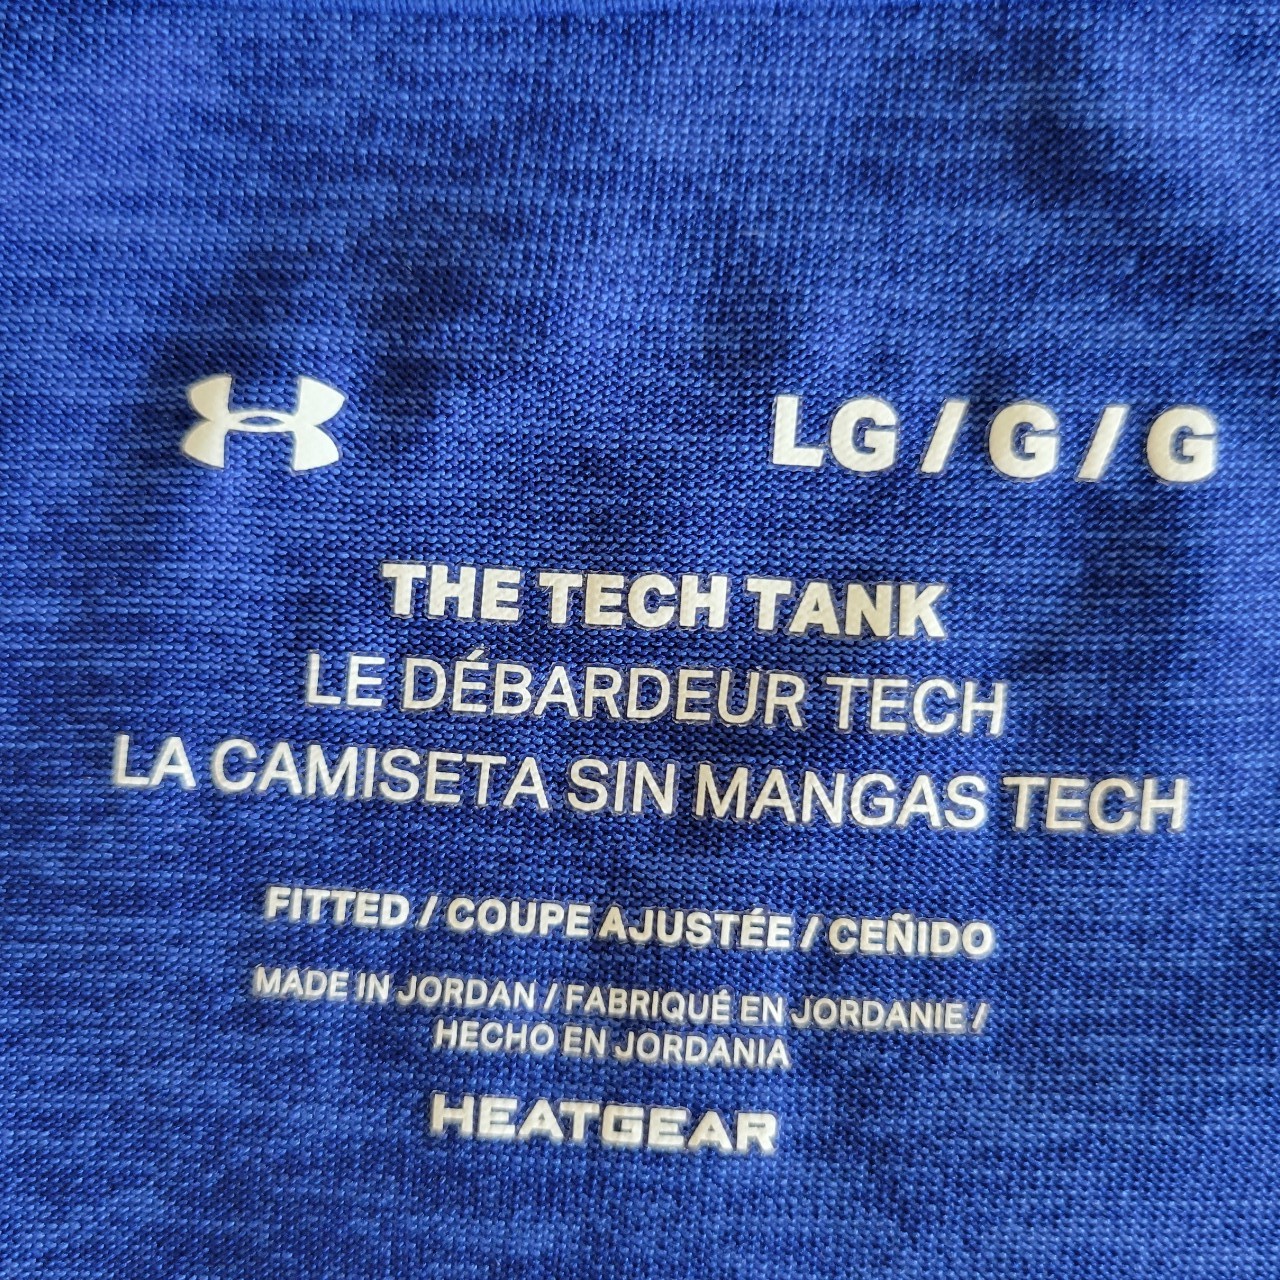 LG / G / G
THE TECH TANK
LE DÉBARDEUR TECH
LA CAMISETA SIN MANGAS TECH
FITTED / COUPE AJUSTÉE / CEÑIDO
MADE IN JORDAN / FABRIQUÉ EN JORDANIE /
HECHO EN JORDANIA
HEATGEAR